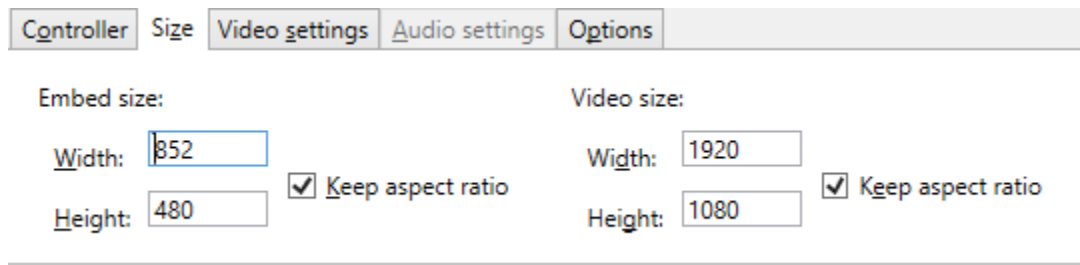 Controller Size Video settings Audio settings Options
Embed size: Video size:
Width: 852 Width: 1920
Keep aspect ratio Keep aspect ratio
Height: 480 Height: 1080